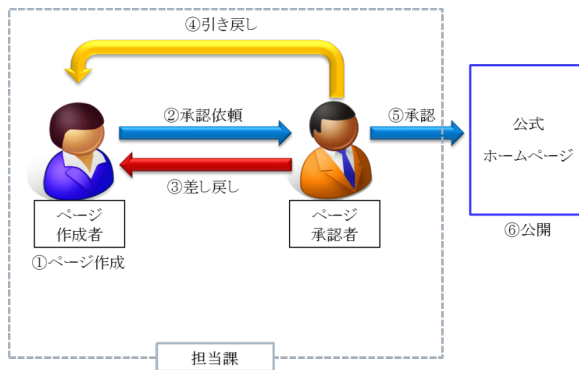 ④引き戻し
②承認依頼
⑤承認
公式
ホームページ
③差し戻し
ページ
作成者
ページ
承認者
⑥公開
①ページ作成
担当課